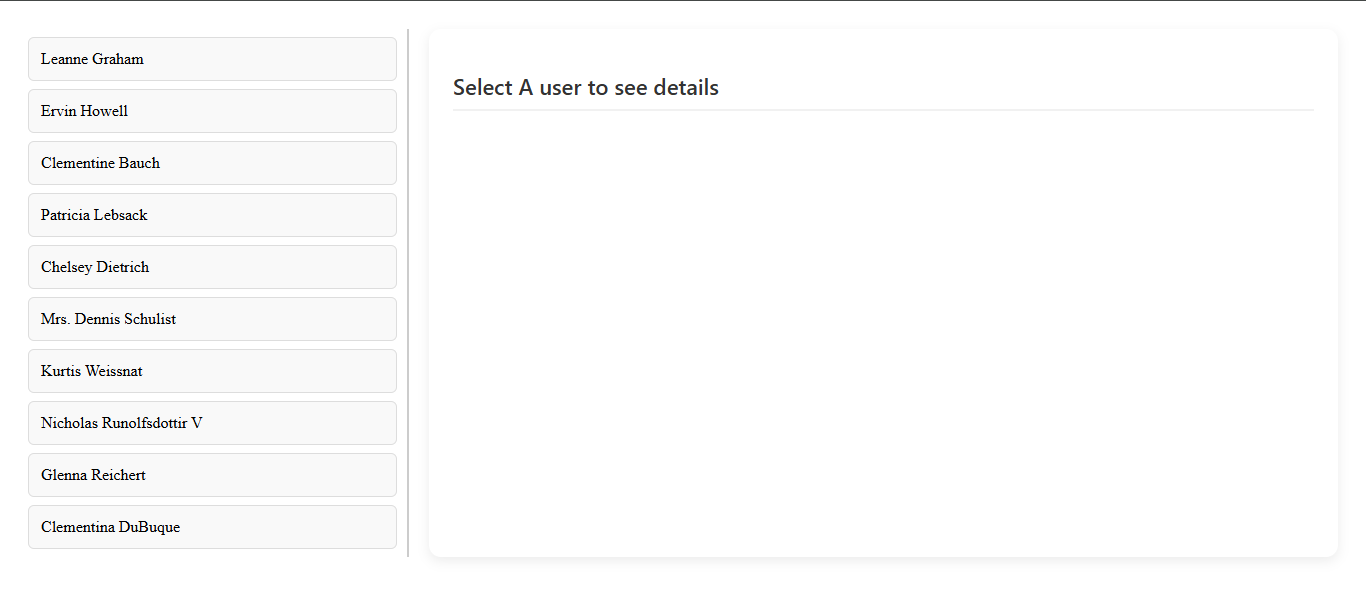 Leanne Graham
Ervin Howell
Clementine Bauch
Patricia Lebsack
Chelsey Dietrich
Mrs. Dennis Schulist
Kurtis Weissnat
Nicholas Runolfsdottir V
Glenna Reichert
Clementina DuBuque
Select A user to see details